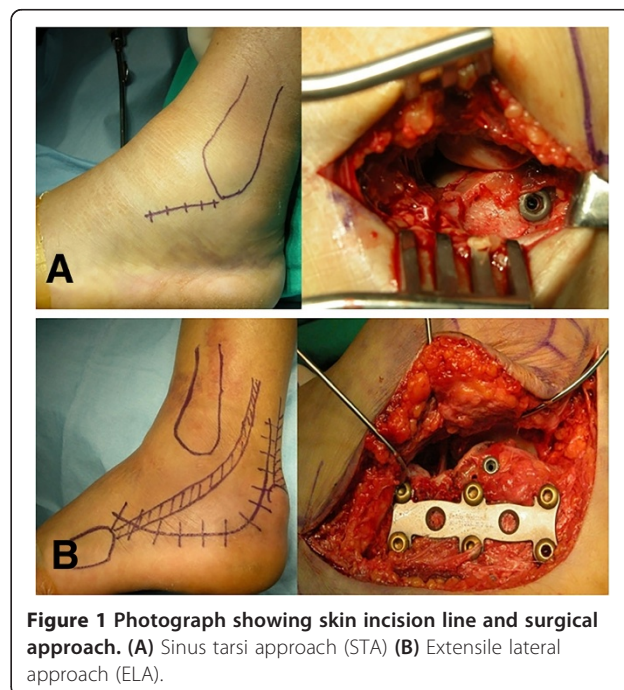 A
B
Figure 1 Photograph showing skin incision line and surgical
approach. (A) Sinus tarsi approach (STA) (B) Extensile lateral
approach (ELA).